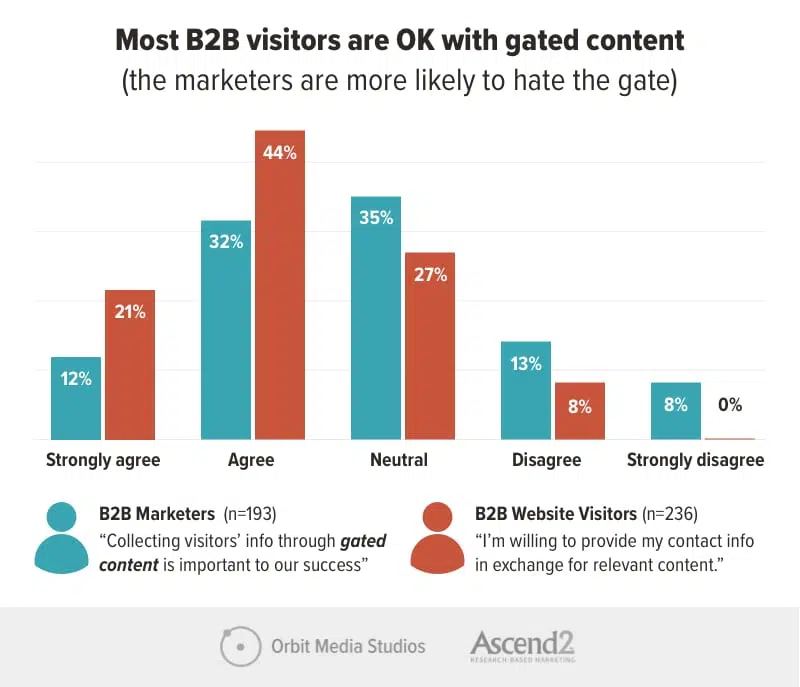 Most B2B visitors are OK with gated content
(the marketers are more likely to hate the gate)
12%
21%
32%
44%
35%
27%
13%
8%
8%
0%
Strongly agree
Agree
Neutral
Disagree
Strongly disagree
B2B Marketers (n=193)
“Collecting visitors’ info through gated
content is important to our success”
B2B Website Visitors (n=236)
“I’m willing to provide my contact info
in exchange for relevant content.”
Orbit Media Studios
Ascend2
RESEARCH-BASED MARKETING